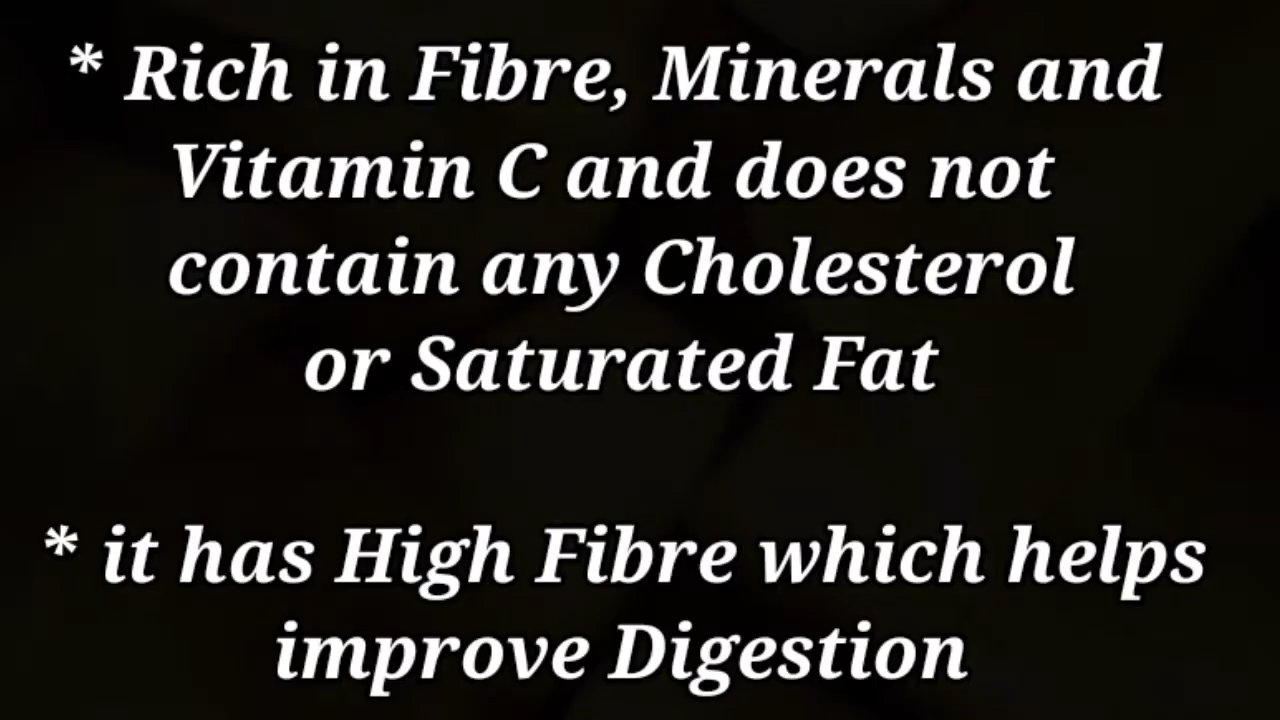 * Rich in Fibre, Minerals and
Vitamin C and does not
contain any Cholesterol
or Saturated Fat
* it has High Fibre which helps
improve Digestion